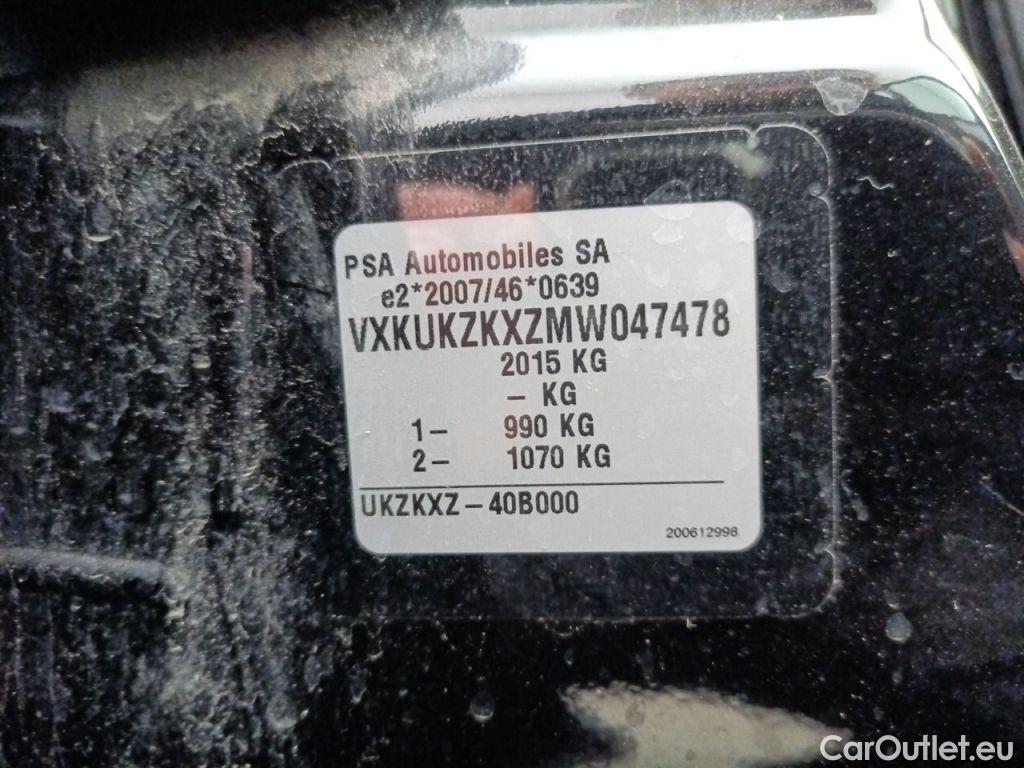 PSA Automobiles SA
e2*2007/46*0639
VXKUKZKXZMW047478
2015 KG
– KG
1– 990 KG
2– 1070 KG
UKZKXZ – 40B000
200612998
CarOutlet.eu